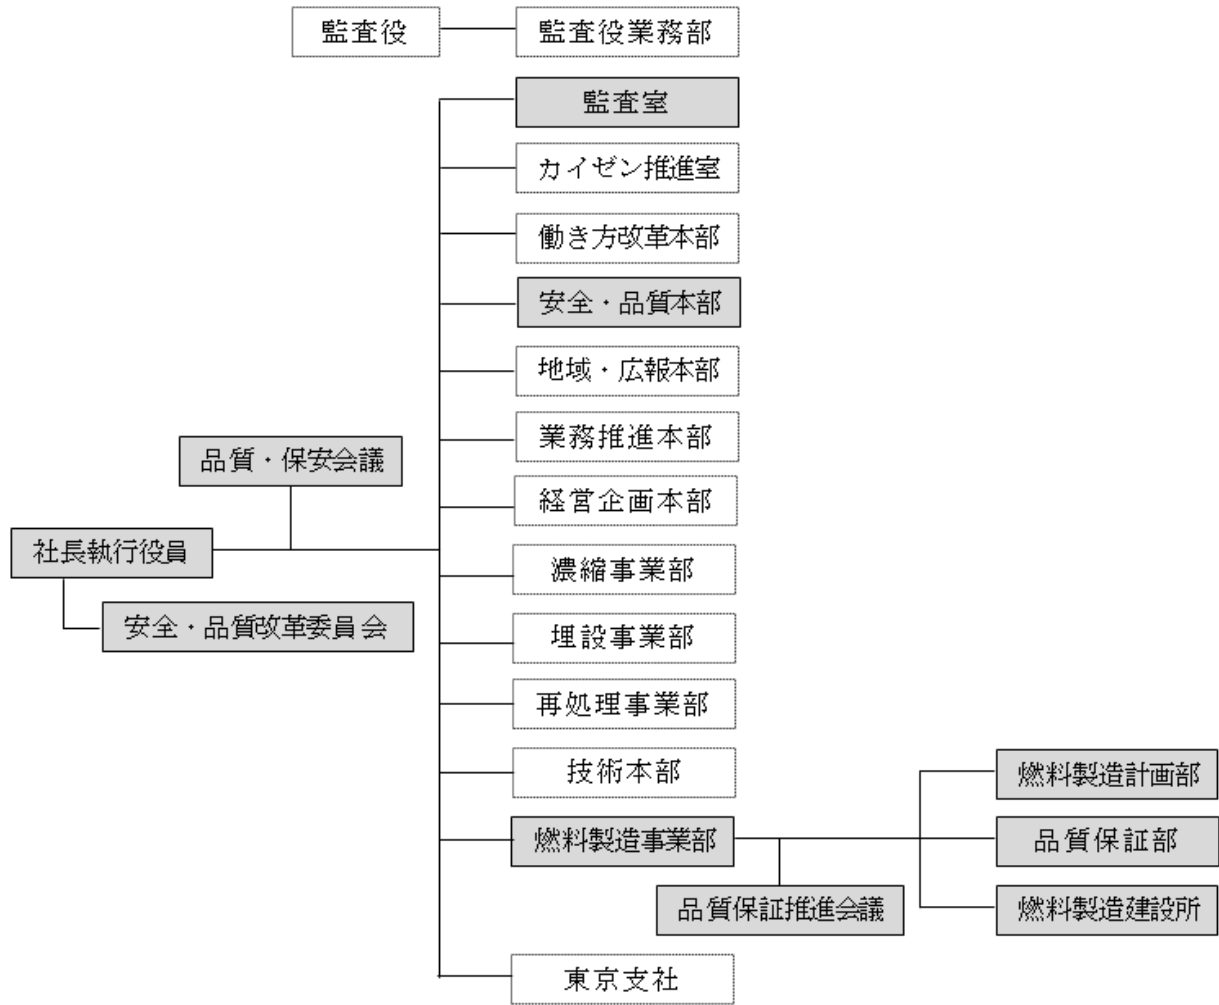 監査役
監査役業務部
監査室
カイゼン推進室
働き方改革本部
安全・品質本部
地域・広報本部
業務推進本部
品質・保安会議
経営企画本部
社長執行役員
濃縮事業部
安全・品質改革委員会
埋設事業部
再処理事業部
技術本部
燃料製造計画部
燃料製造事業部
品質保証部
品質保証推進会議
燃料製造建設所
東京支社